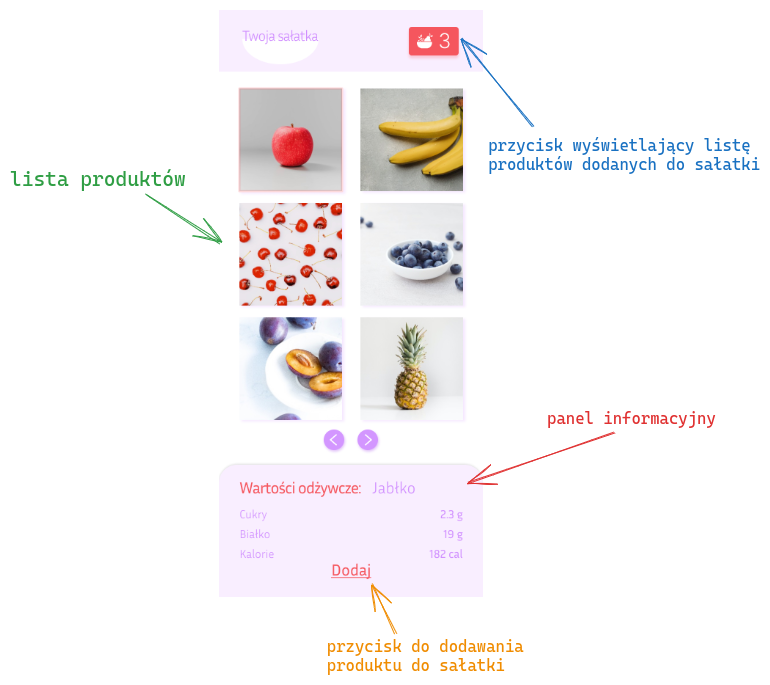 Twoja sałatka
3
przycisk wyświetlający listę
produktów dodanych do sałatki
lista produktów
panel informacyjny
Wartości odżywcze: Jabłko
Cukry 2.3 g
Białko 19 g
Kalorie 182 cal
Dodaj
przycisk do dodawania
produktu do sałatki